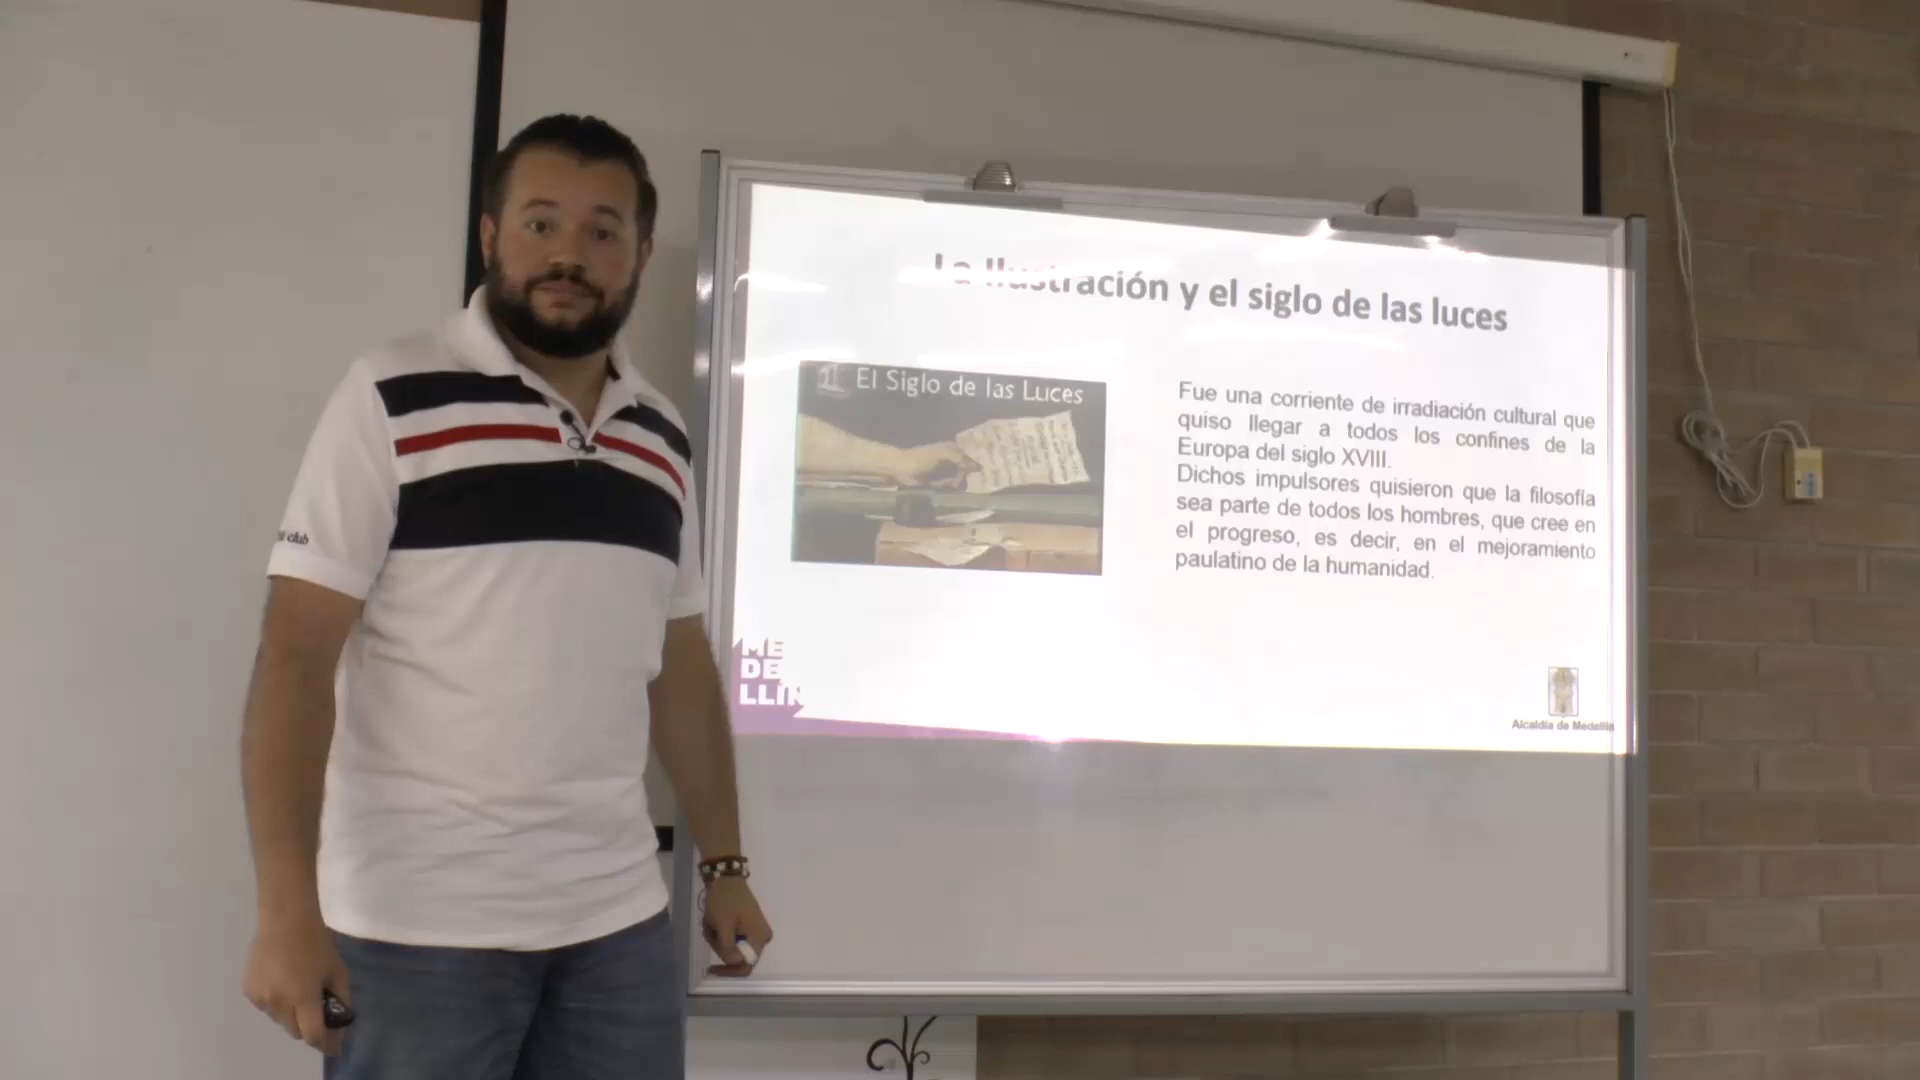 La Ilustración y el siglo de las luces
El Siglo de las Luces
Fue una corriente de irradiación cultural que
quiso llegar a todos los confines de la
Europa del siglo XVIII.
Dichos impulsores quisieron que la filosofía
sea parte de todos los hombres, que cree en
el progreso, es decir, en el mejoramiento
paulatino de la humanidad.
ME
DE
LLÍN
Alcaldía de Medellín
club